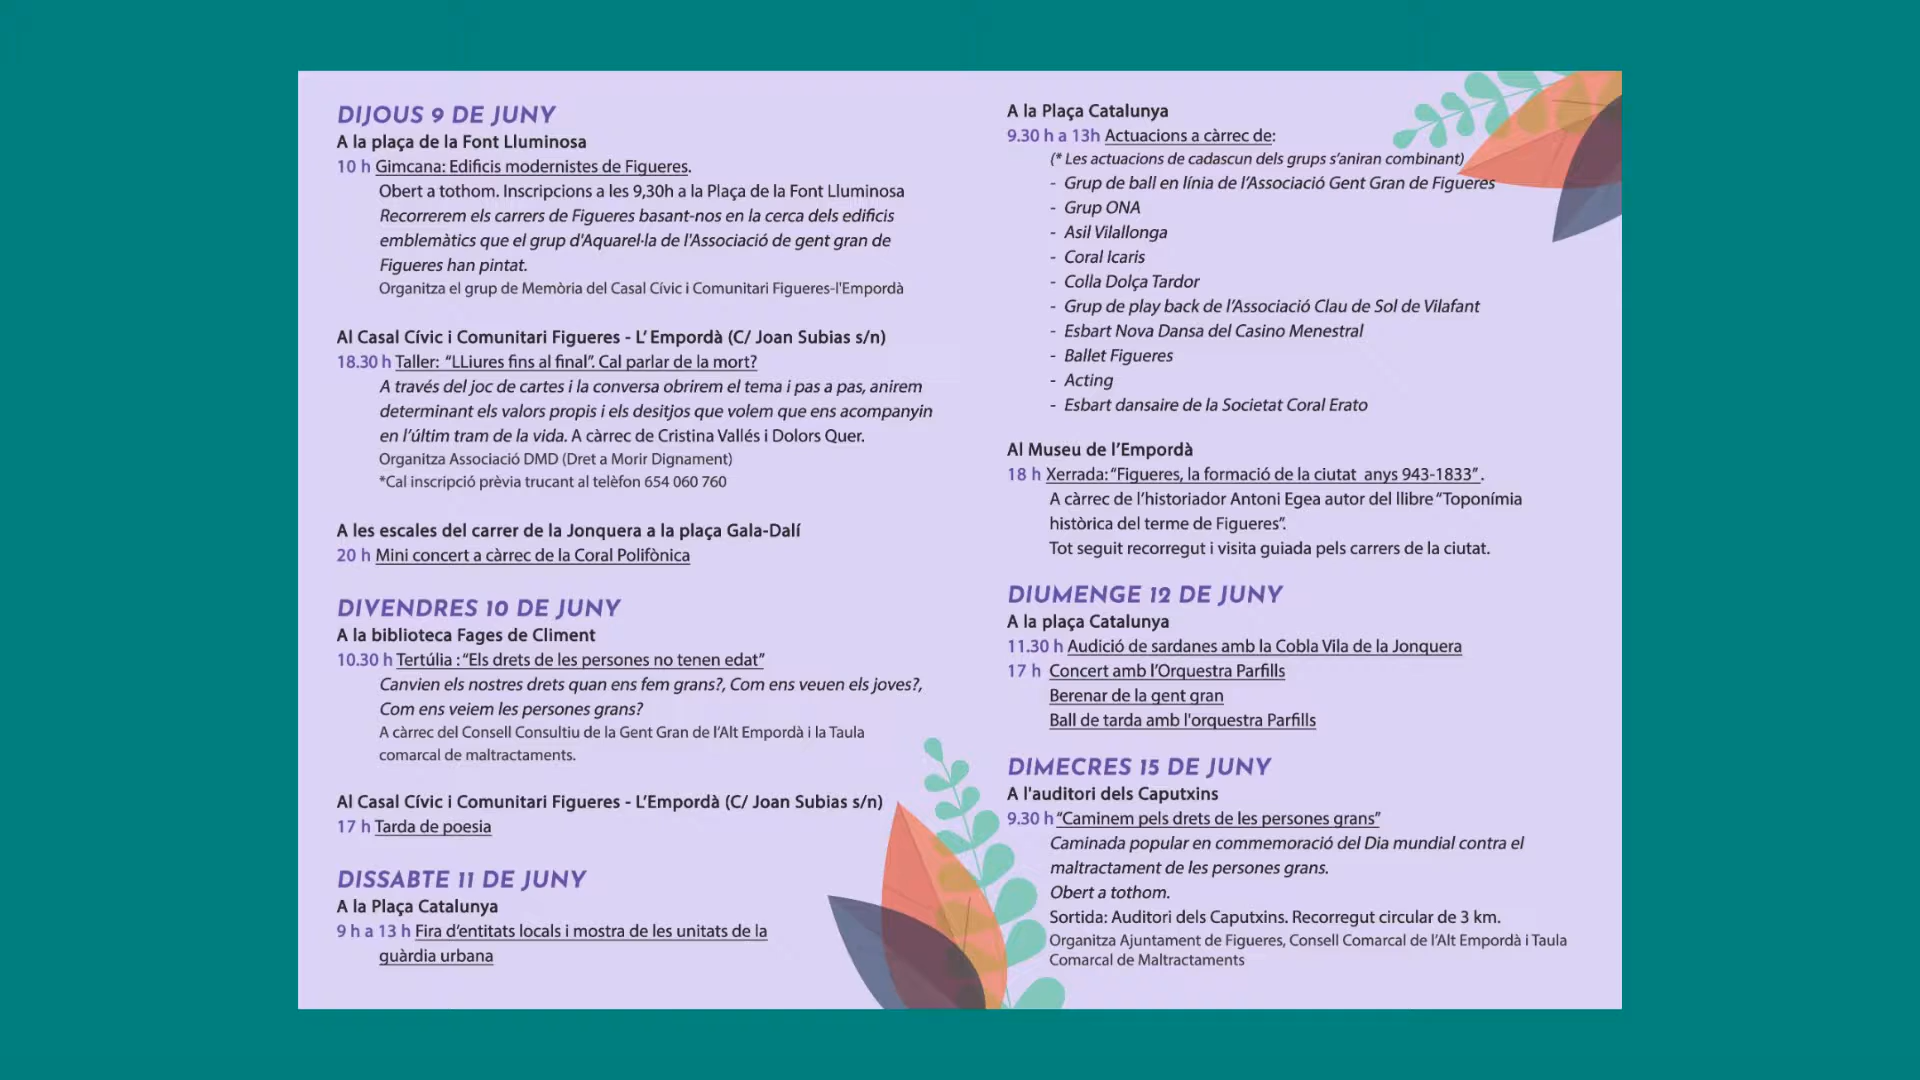 DIJOUS 9 DE JUNY
A la plaça de la Font Lluminosa
10 h Gimcana: Edificis modernistes de Figueres.
Obert a tothom. Inscripcions a les 9,30h a la Plaça de la Font Lluminosa
Recorrerem els carrers de Figueres basant-nos en la cerca dels edificis
emblemàtics que el grup d'Aquarel·la de l'Associació de gent gran de
Figueres han pintat.
Organitza el grup de Memòria del Casal Cívic i Comunitari Figueres-l'Empordà
Al Casal Cívic i Comunitari Figueres - L' Empordà (C/ Joan Subias s/n)
18.30 h Taller: “LLiures fins al final”. Cal parlar de la mort?
A través del joc de cartes i la conversa obrirem el tema i pas a pas, anirem
determinant els valors propis i els desitjos que volem que ens acompanyin
en l’últim tram de la vida. A càrrec de Cristina Vallés i Dolors Quer.
Organitza Associació DMD (Dret a Morir Dignament)
*Cal inscripció prèvia trucant al telèfon 654 060 760
A les escales del carrer de la Jonquera a la plaça Gala-Dalí
20 h Mini concert a càrrec de la Coral Polifònica
DIVENDRES 10 DE JUNY
A la biblioteca Fages de Climent
10.30 h Tertúlia : “Els drets de les persones no tenen edat”
Canvien els nostres drets quan ens fem grans?, Com ens veuen els joves?,
Com ens veiem les persones grans?
A càrrec del Consell Consultiu de la Gent Gran de l’Alt Empordà i la Taula
comarcal de maltractaments.
Al Casal Cívic i Comunitari Figueres - L’Empordà (C/ Joan Subias s/n)
17 h Tarda de poesia
DISSABTE 11 DE JUNY
A la Plaça Catalunya
9 h a 13 h Fira d’entitats locals i mostra de les unitats de la
guàrdia urbana
A la Plaça Catalunya
9.30 h a 13h Actuacions a càrrec de:
(* Les actuacions de cadascun dels grups s’aniran combinant)
- Grup de ball en línia de l’Associació Gent Gran de Figueres
- Grup ONA
- Asil Vilallonga
- Coral Icaris
- Colla Dolça Tardor
- Grup de play back de l’Associació Clau de Sol de Vilafant
- Esbart Nova Dansa del Casino Menestral
- Ballet Figueres
- Acting
- Esbart dansaire de la Societat Coral Erato
Al Museu de l’Empordà
18 h Xerrada: “Figueres, la formació de la ciutat anys 943-1833”.
A càrrec de l’historiador Antoni Egea autor del llibre “Toponímia
històrica del terme de Figueres”.
Tot seguit recorregut i visita guiada pels carrers de la ciutat.
DIUMENGE 12 DE JUNY
A la plaça Catalunya
11.30 h Audició de sardanes amb la Cobla Vila de la Jonquera
17 h Concert amb l’Orquestra Parfills
Berenar de la gent gran
Ball de tarda amb l'orquestra Parfills
DIMECRES 15 DE JUNY
A l'auditori dels Caputxins
9.30 h “Caminem pels drets de les persones grans”
Caminada popular en commemoració del Dia mundial contra el
maltractament de les persones grans.
Obert a tothom.
Sortida: Auditori dels Caputxins. Recorregut circular de 3 km.
Organitza Ajuntament de Figueres, Consell Comarcal de l’Alt Empordà i Taula
Comarcal de Maltractaments